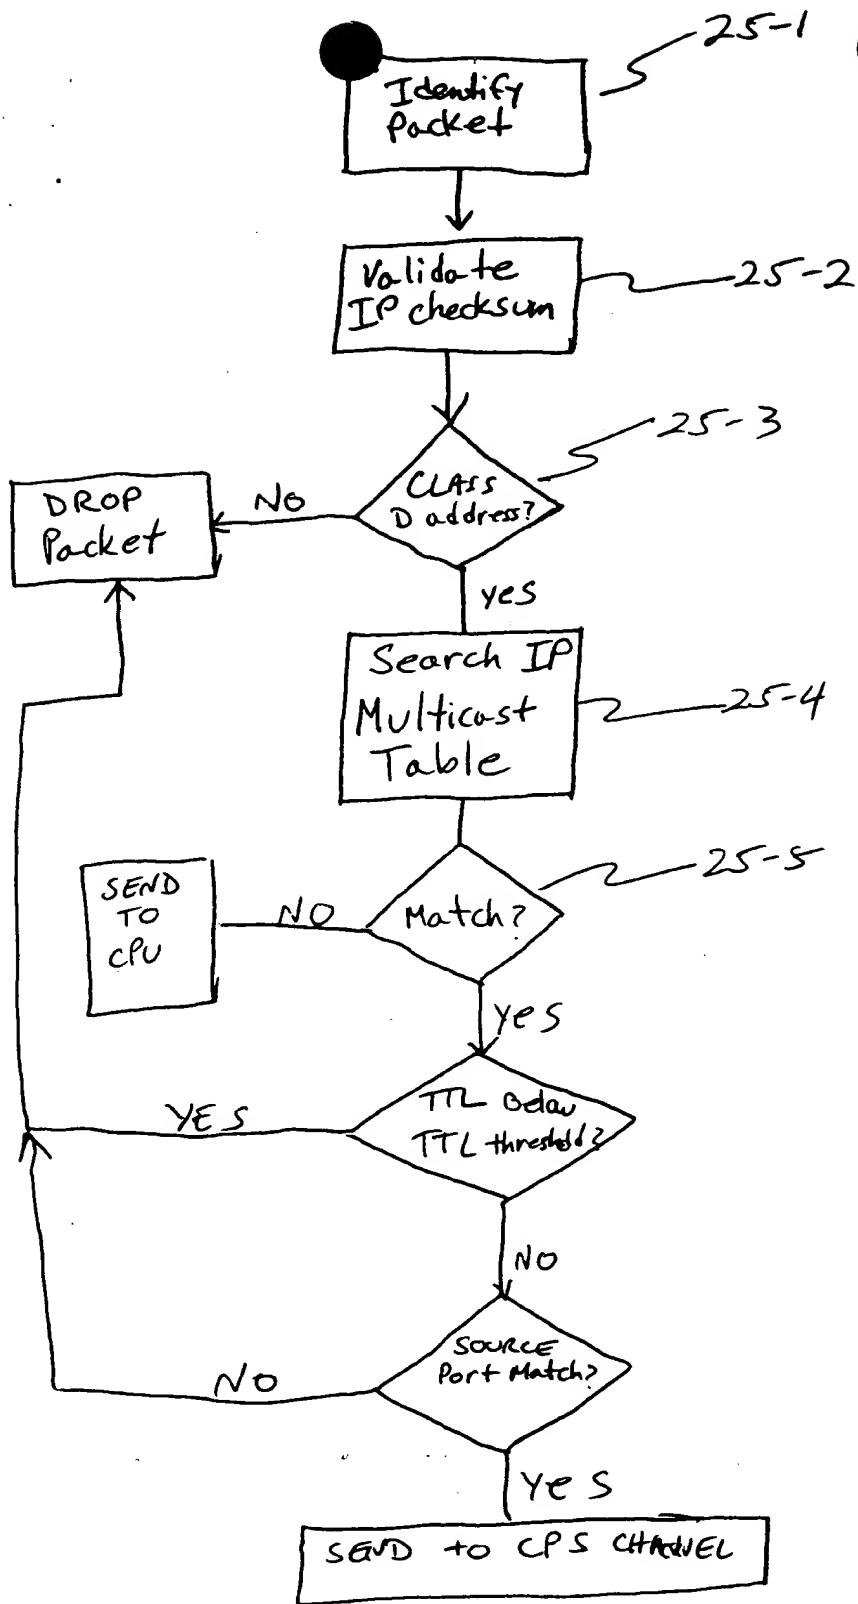 25-1
Identify
Packet
Validate
IP checksum
25-2
25-3
CLASS
D address?
NO
DROP
Packet
yes
Search IP
Multicast
Table
25-4
25-5
Match?
NO
SEND
TO
CPU
yes
TTL Below
TTL threshold?
YES
NO
SOURCE
Port Match?
NO
yes
SEND to CPS CHANNEL